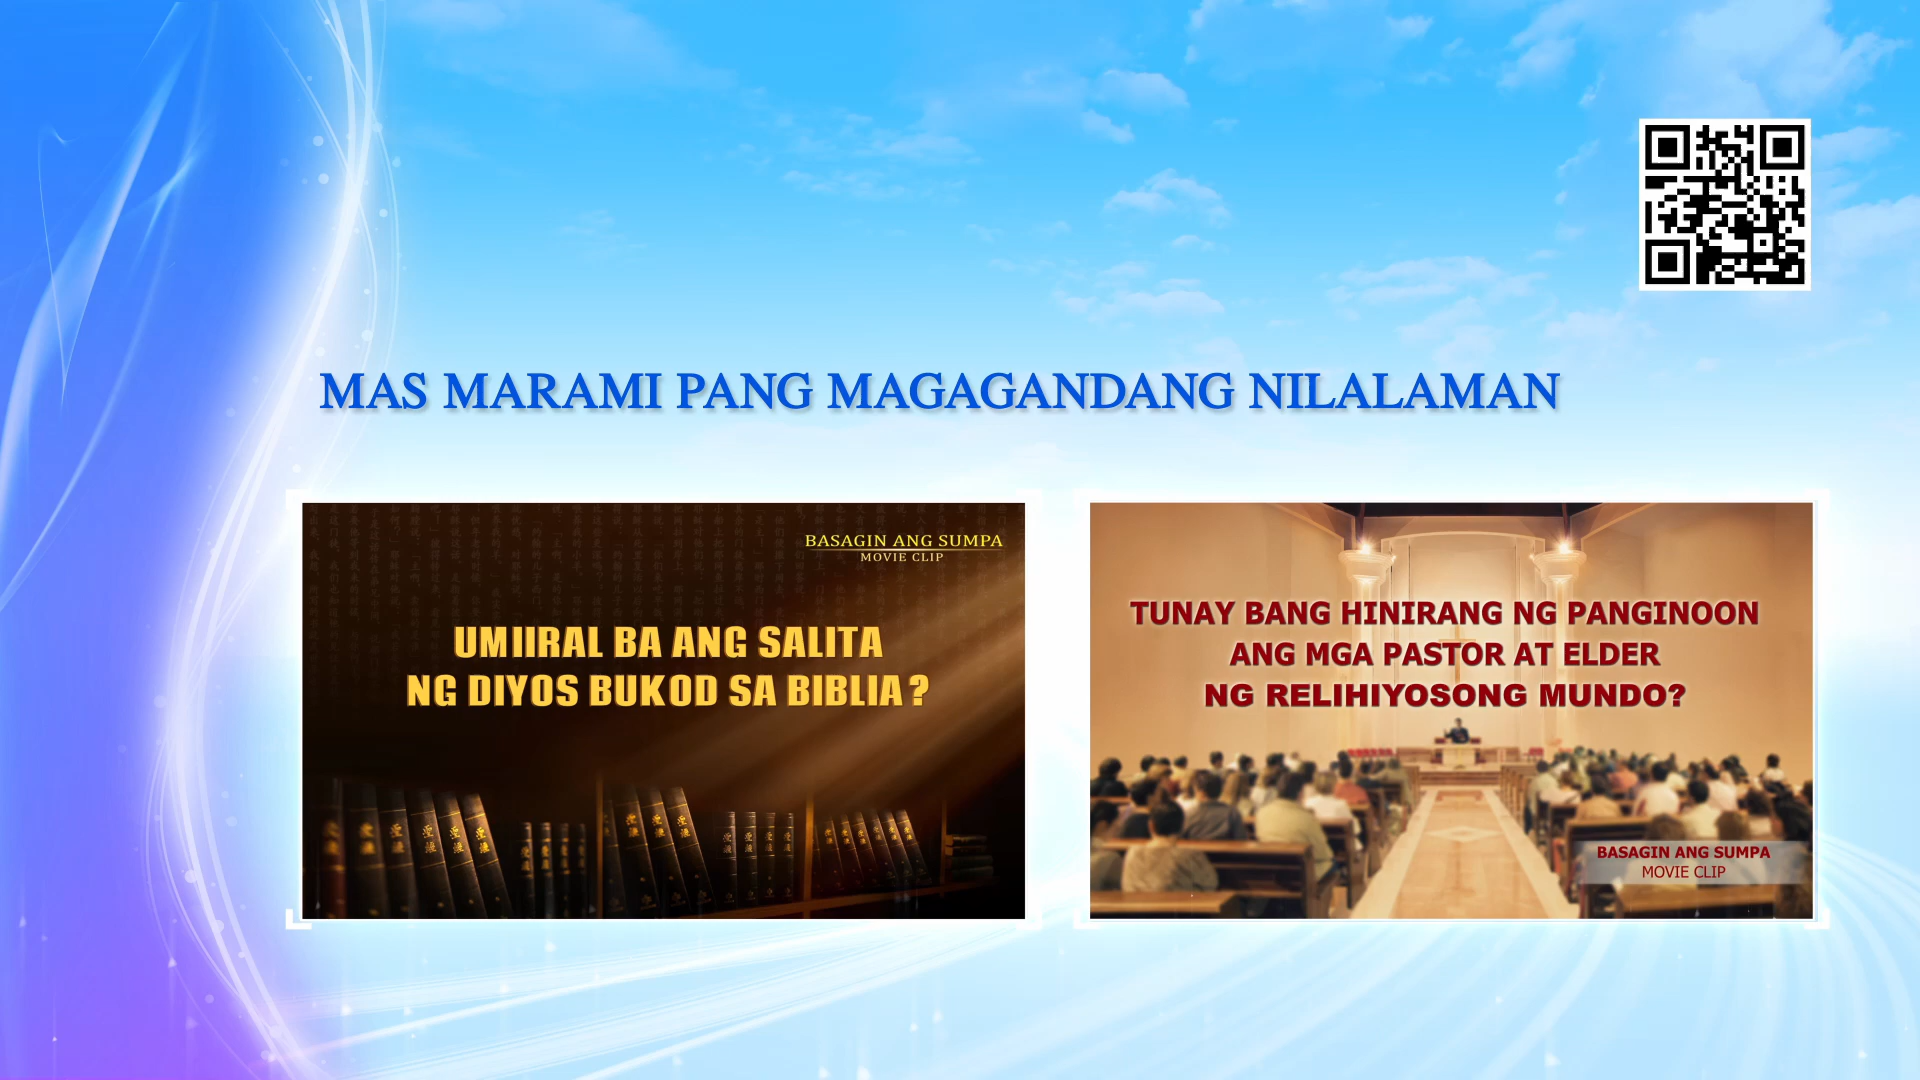 MAS MARAMI PANG MAGAGANDANG NILALAMAN
BASAGIN ANG SUMPA
MOVIE CLIP
UMIIRAL BA ANG SALITA
NG DIYOS BUKOD SA BIBLIA?
TUNAY BANG HINIRANG NG PANGINOON
ANG MGA PASTOR AT ELDER
NG RELIHIYOSONG MUNDO?
BASAGIN ANG SUMPA
MOVIE CLIP